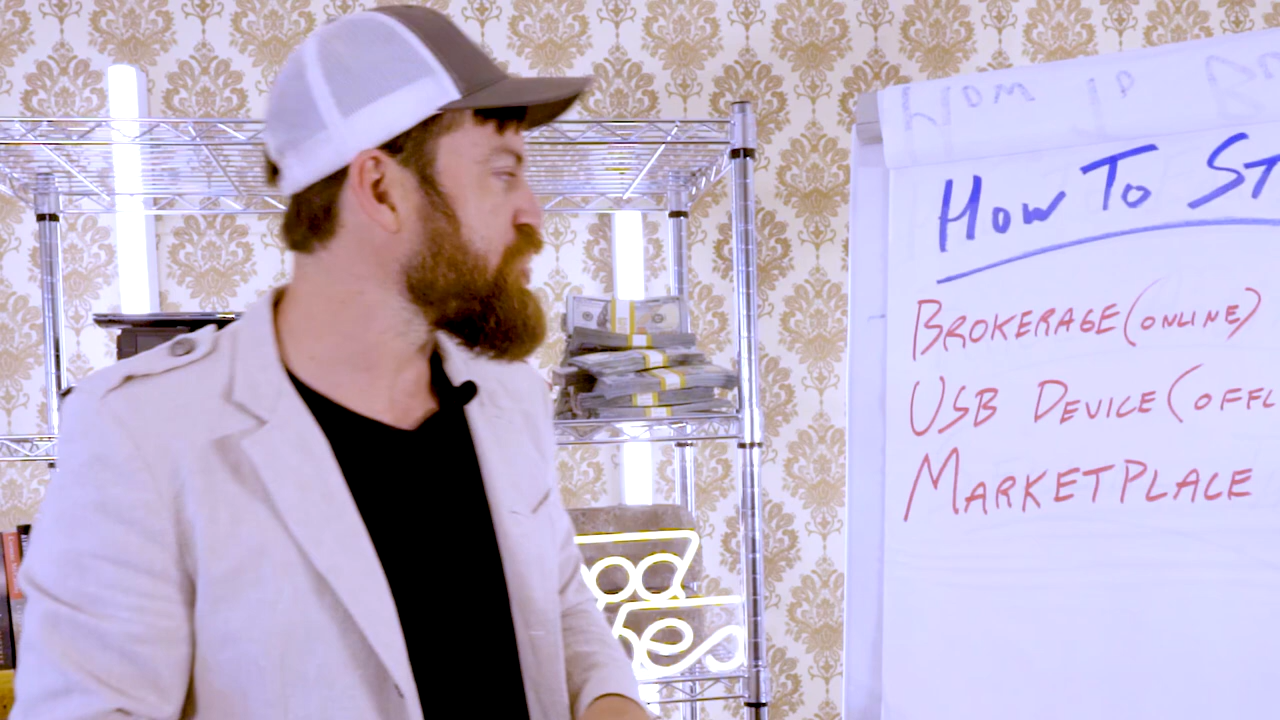 How To ST
BROKERAGE (ONLINE)
USB DEVICE (OFFL
MARKETPLACE